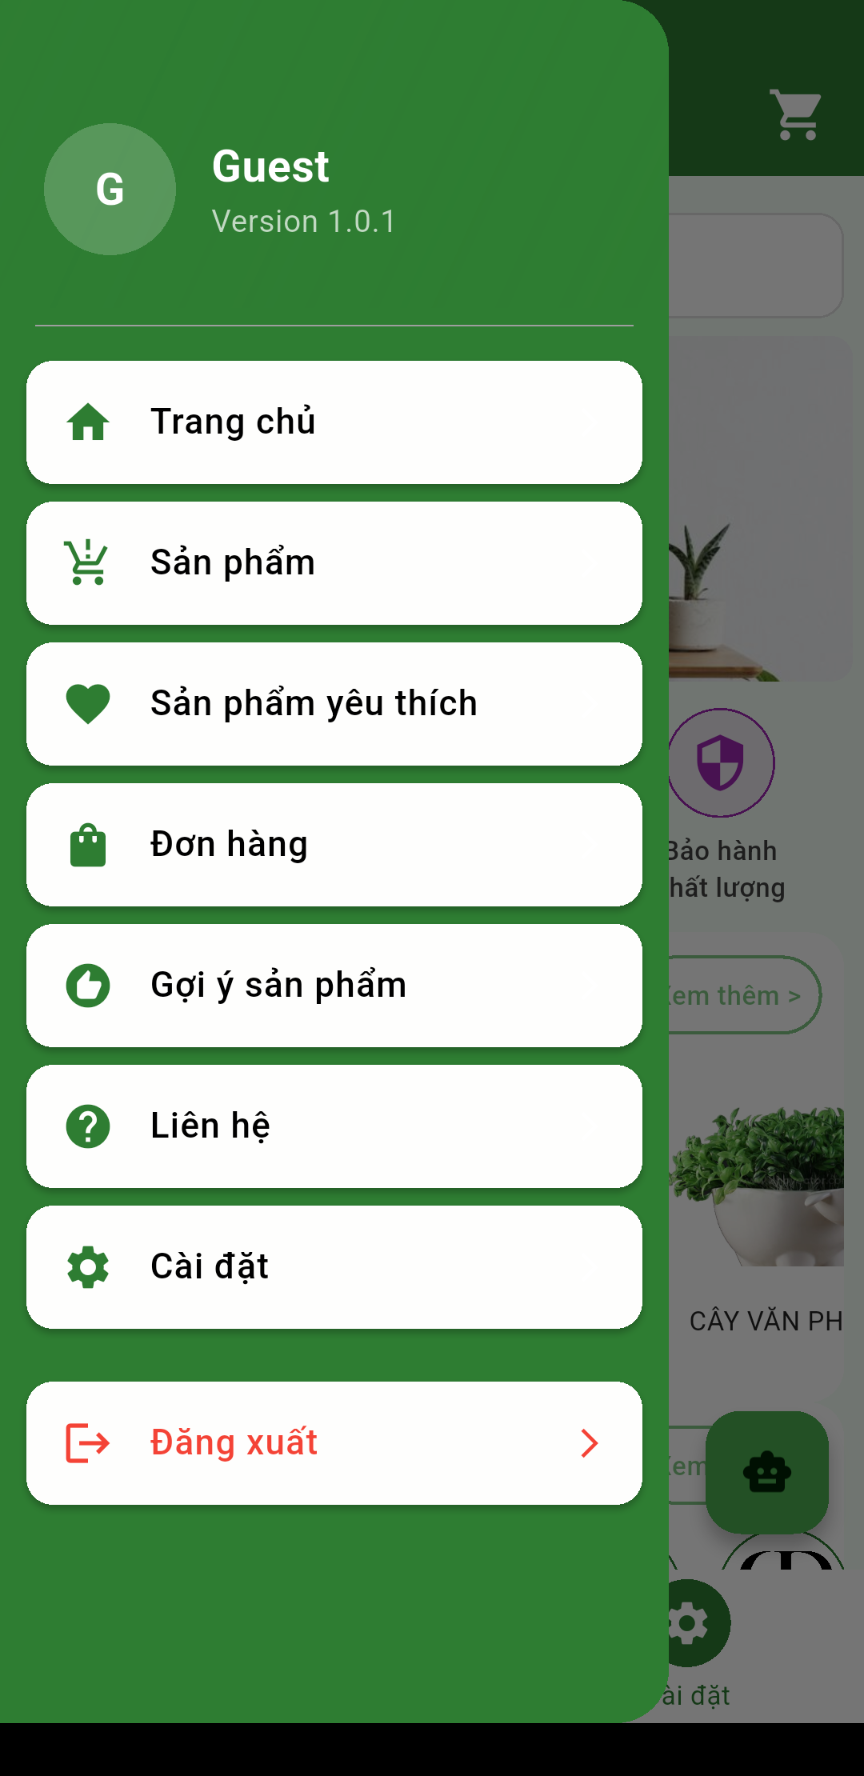 G
Guest
Version 1.0.1
Trang chủ
Sản phẩm
Sản phẩm yêu thích
Đơn hàng
Gợi ý sản phẩm
Liên hệ
Cài đặt
Đăng xuất
Bảo hành
hất lượng
em thêm >
CÂY VĂN PH
em
ài đặt